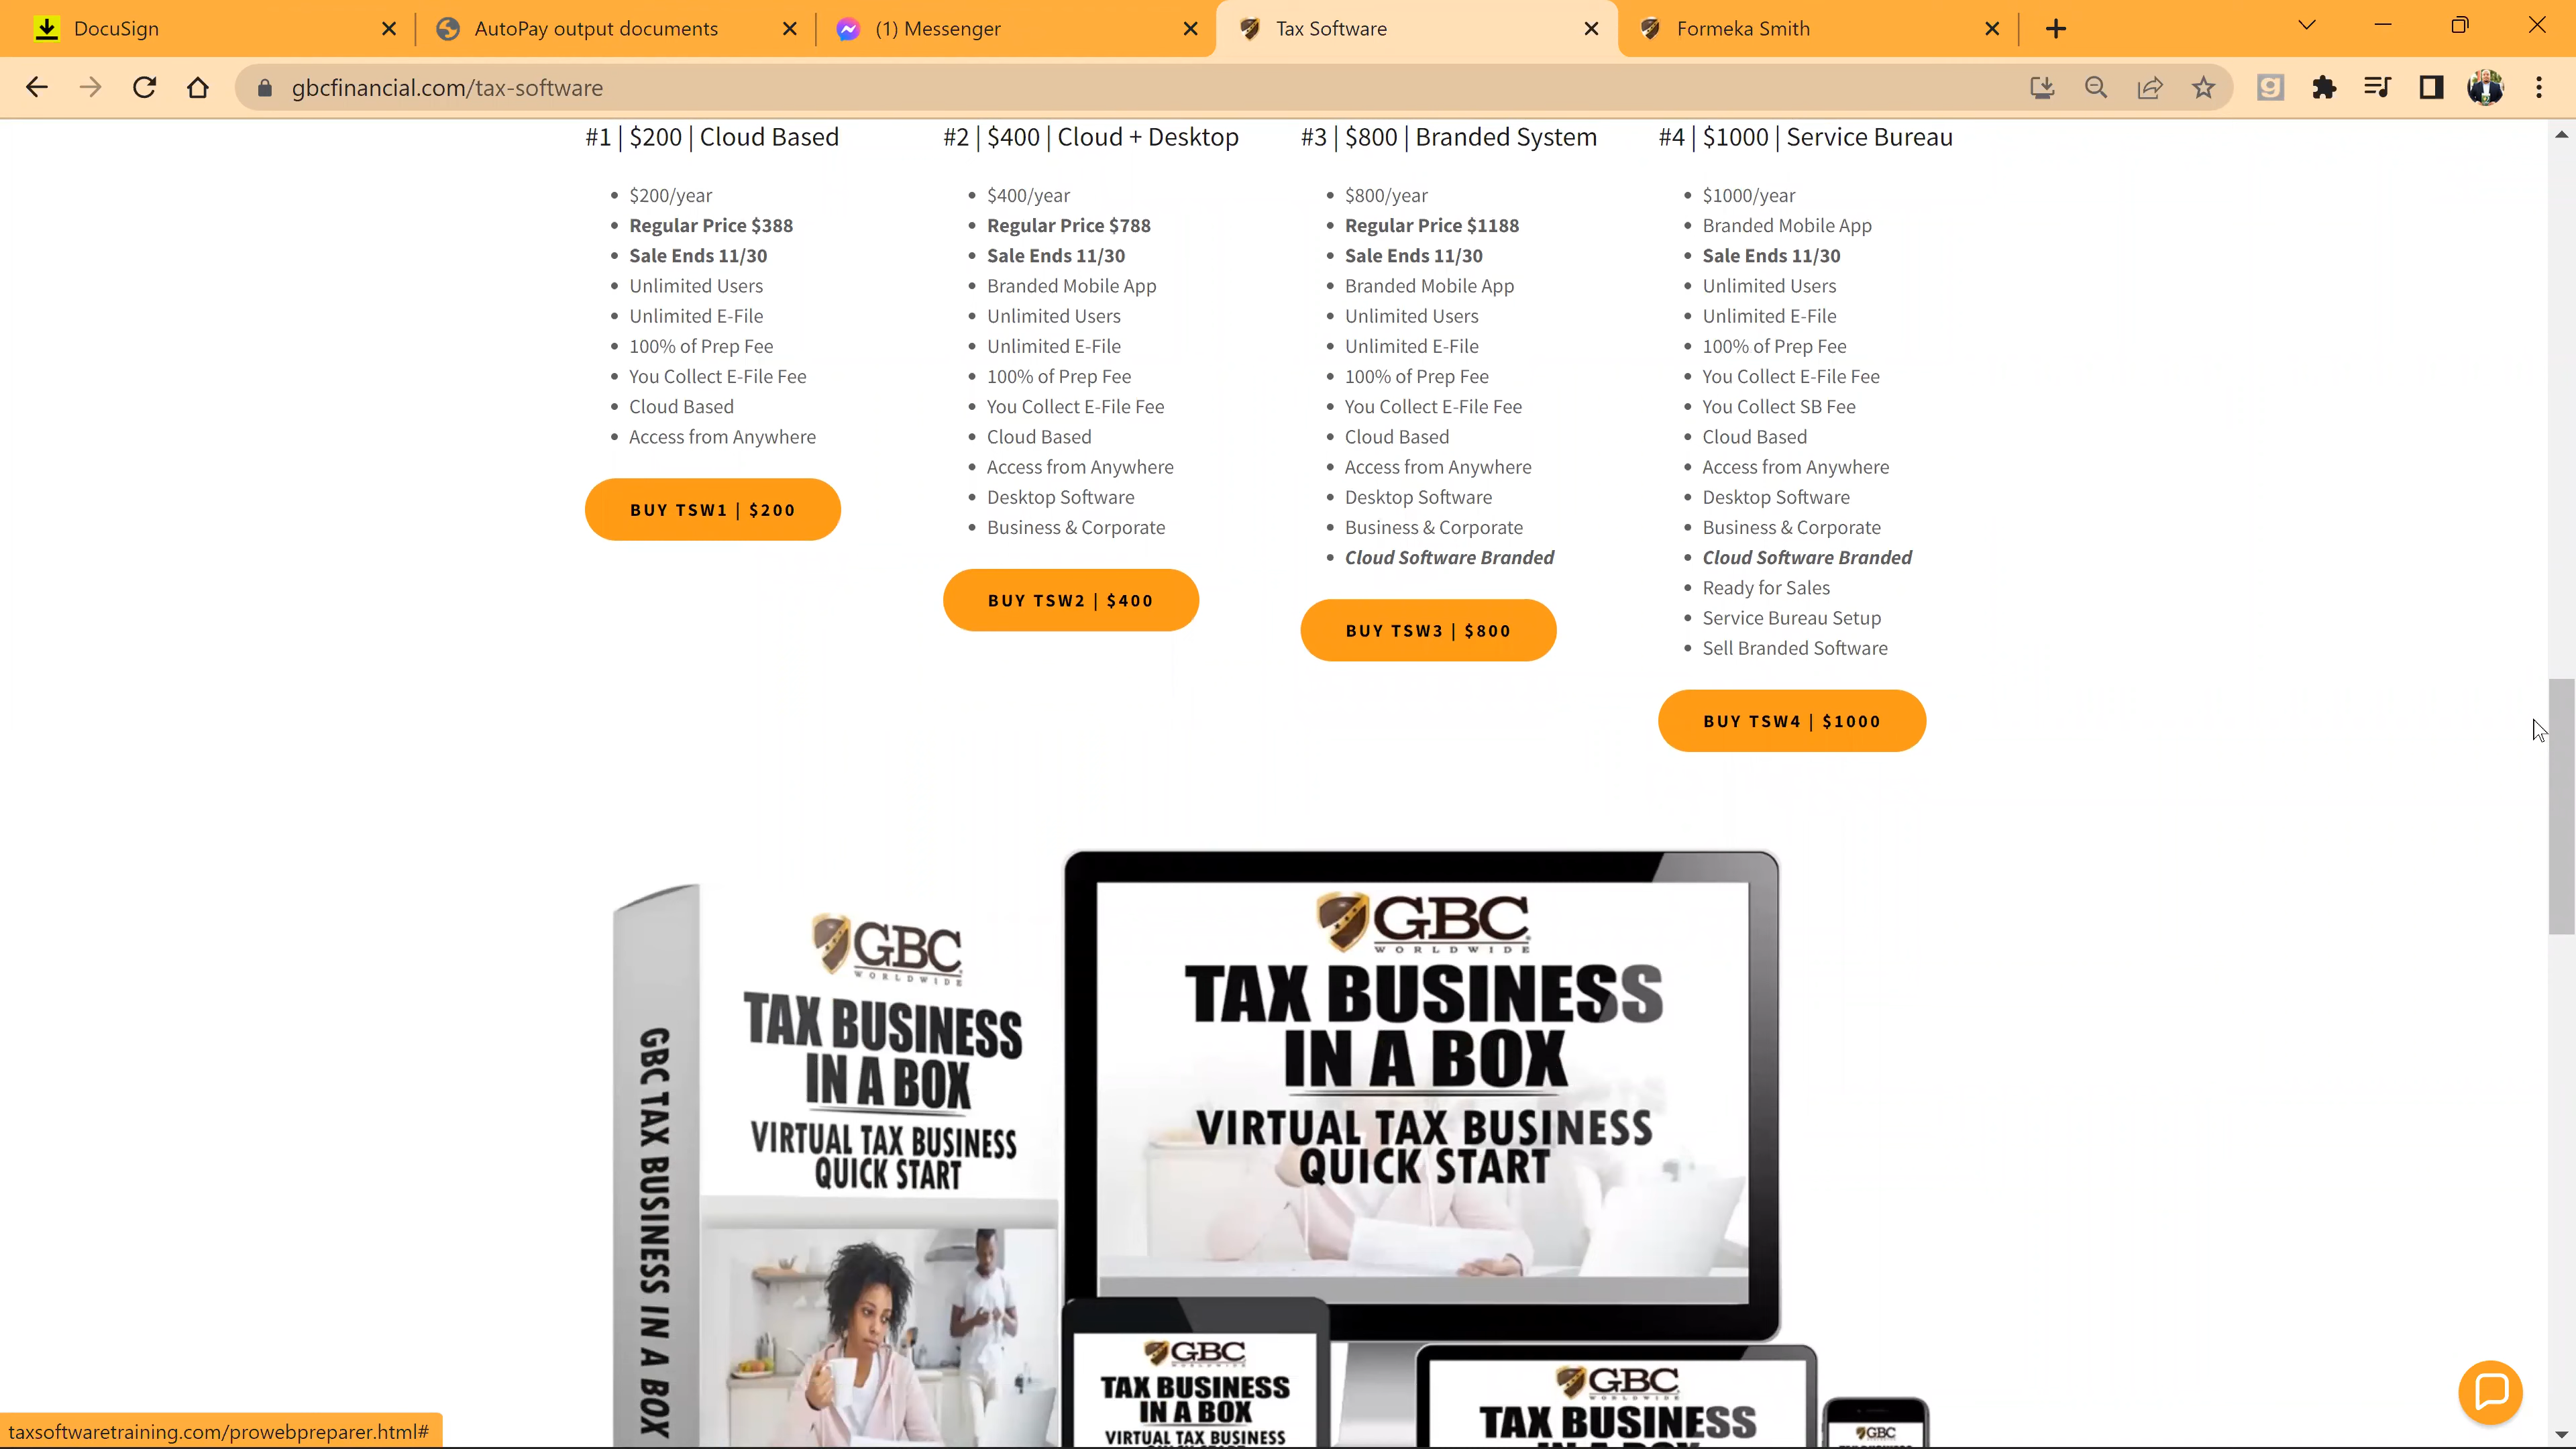 DocuSign
AutoPay output documents
(1) Messenger
Tax Software
Formeka Smith
gbcfinancial.com/tax-software
#1 | $200 | Cloud Based
$200/year
Regular Price $388
Sale Ends 11/30
Unlimited Users
Unlimited E-File
100% of Prep Fee
You Collect E-File Fee
Cloud Based
Access from Anywhere
BUY TSW1 | $200
#2 | $400 | Cloud + Desktop
$400/year
Regular Price $788
Sale Ends 11/30
Branded Mobile App
Unlimited Users
Unlimited E-File
100% of Prep Fee
You Collect E-File Fee
Cloud Based
Access from Anywhere
Desktop Software
Business & Corporate
BUY TSW2 | $400
#3 | $800 | Branded System
$800/year
Regular Price $1188
Sale Ends 11/30
Branded Mobile App
Unlimited Users
Unlimited E-File
100% of Prep Fee
You Collect E-File Fee
Cloud Based
Access from Anywhere
Desktop Software
Business & Corporate
Cloud Software Branded
BUY TSW3 | $800
#4 | $1000 | Service Bureau
$1000/year
Branded Mobile App
Sale Ends 11/30
Unlimited Users
Unlimited E-File
100% of Prep Fee
You Collect E-File Fee
You Collect SB Fee
Cloud Based
Access from Anywhere
Desktop Software
Business & Corporate
Cloud Software Branded
Ready for Sales
Service Bureau Setup
Sell Branded Software
BUY TSW4 | $1000
GBC TAX BUSINESS IN A BOX
GBC
WORLDWIDE
TAX BUSINESS
IN A BOX
VIRTUAL TAX BUSINESS
QUICK START
GBC
WORLDWIDE
TAX BUSINESS
IN A BOX
VIRTUAL TAX BUSINESS
QUICK START
GBC
WORLDWIDE
TAX BUSINESS
IN A BOX
VIRTUAL TAX BUSINESS
GBC
WORLDWIDE
TAX BUSINESS
GBC
taxsoftwaretraining.com/prowebpreparer.html#